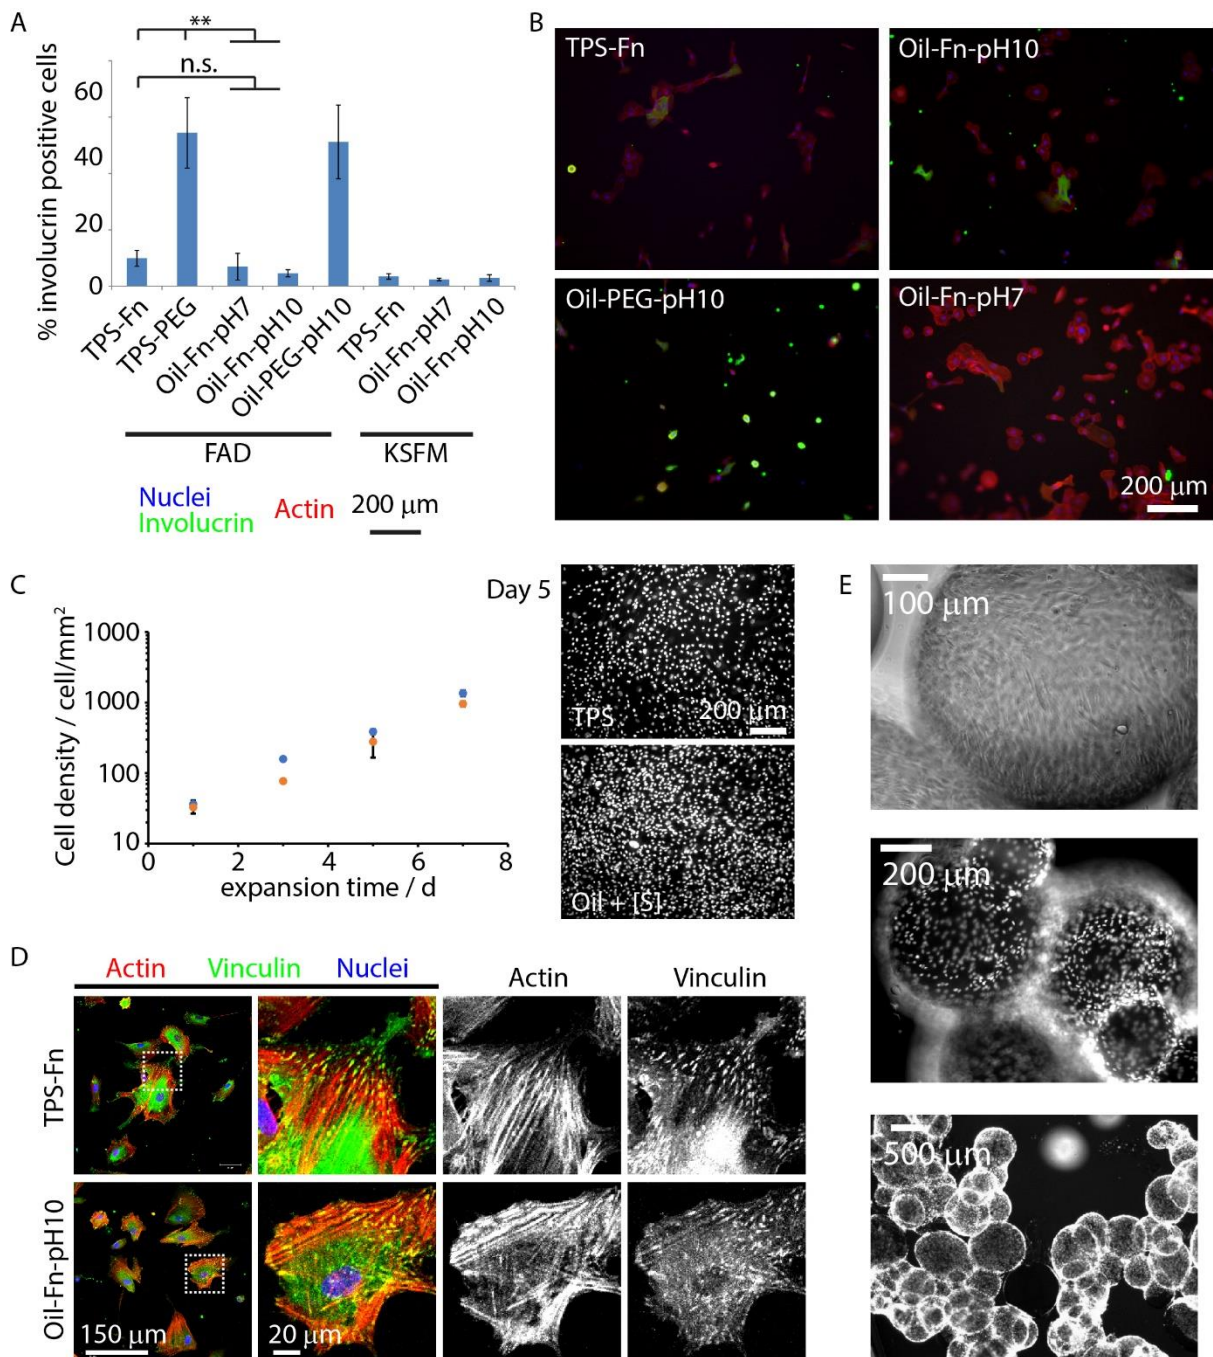 A
**
n.s.
% involucrin positive cells
60
40
20
0
TPS-Fn
TPS-PEG
Oil-Fn-pH7
Oil-Fn-pH10
Oil-PEG-pH10
TPS-Fn
Oil-Fn-pH7
Oil-Fn-pH10
FAD
KSFM
Nuclei
Involucrin
Actin
200 μm
B
TPS-Fn
Oil-Fn-pH10
Oil-PEG-pH10
Oil-Fn-pH7
200 μm
C
Cell density / cell/mm²
1000
1000
100
10
0
2
4
6
8
expansion time / d
Day 5
TPS
200 μm
Oil + [S]
D
Actin
Vinculin
Nuclei
Actin
Vinculin
TPS-Fn
Oil-Fn-pH10
150 μm
20 μm
E
100 μm
200 μm
500 μm